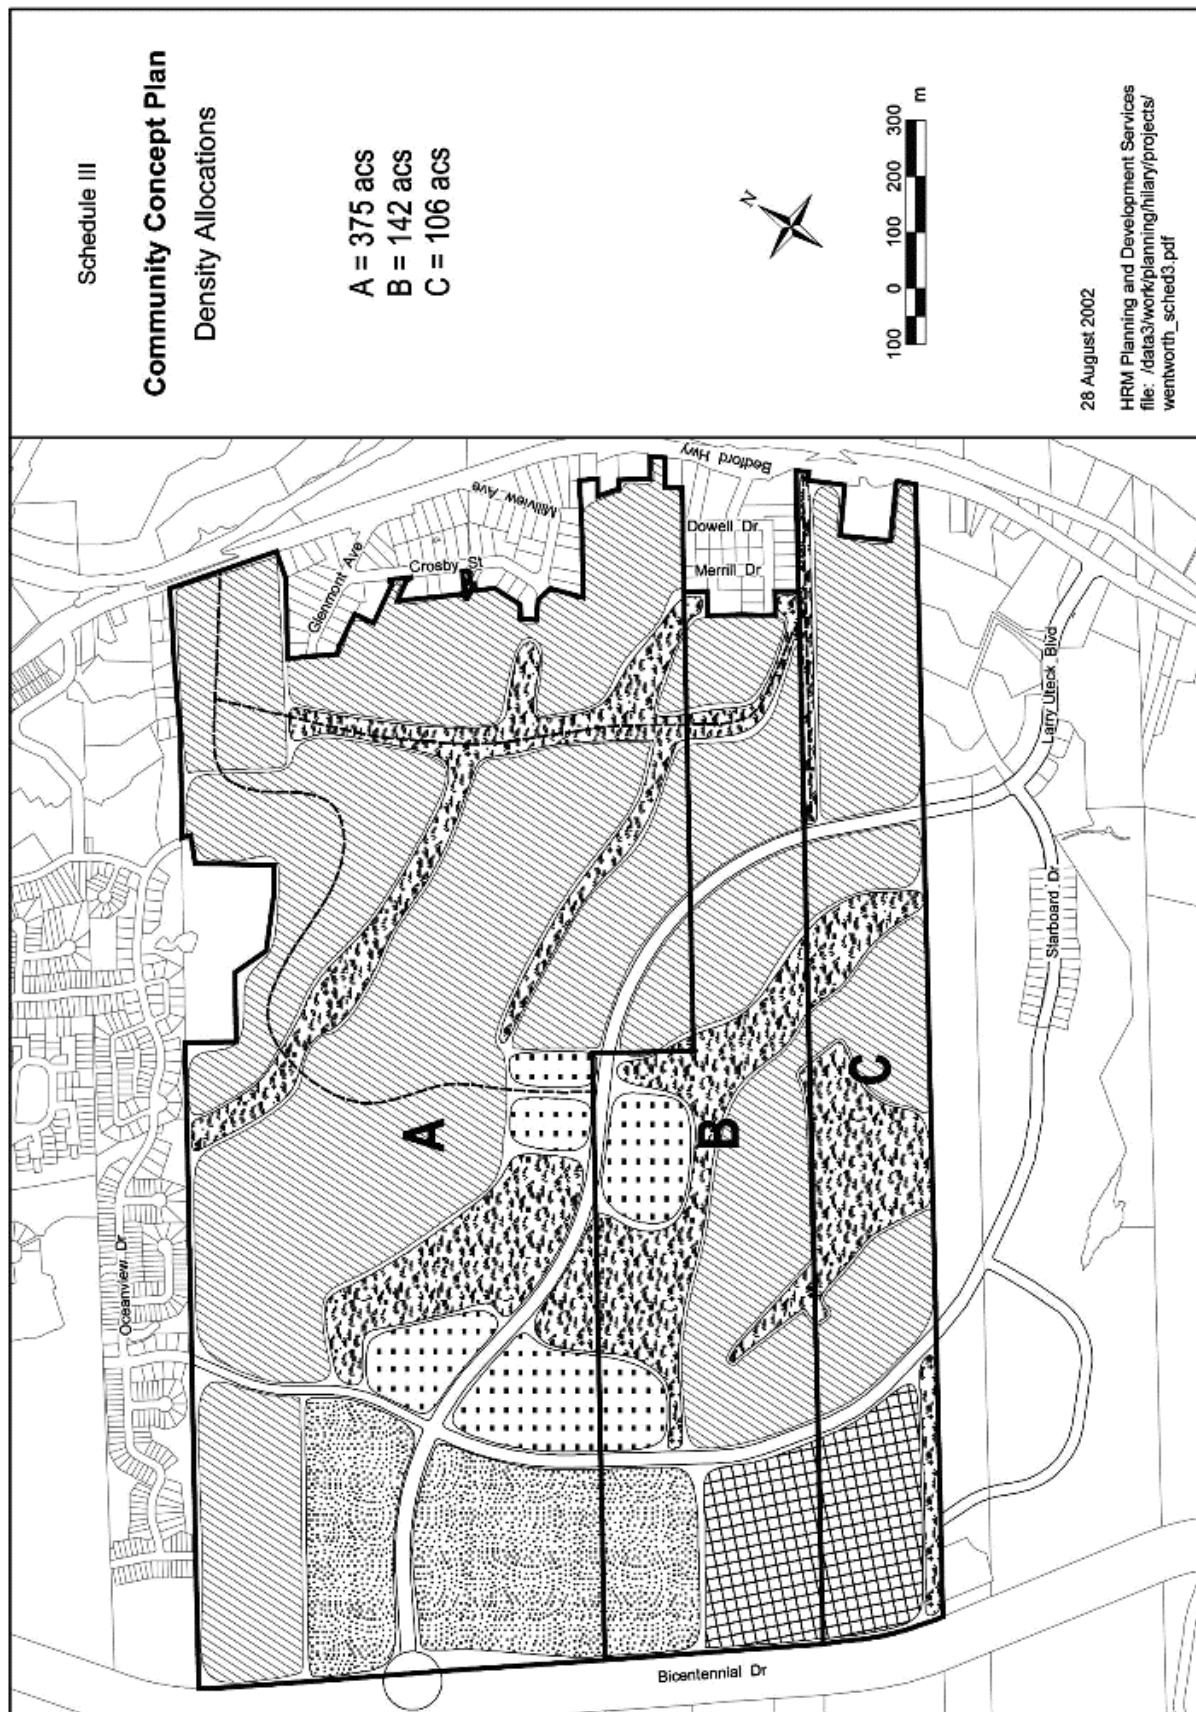 Schedule III
Community Concept Plan
Density Allocations
A = 375 acs
B = 142 acs
C = 106 acs
N
100 0 100 200 300 m
28 August 2002
HRM Planning and Development Services
file: /data3/work/planning/hilary/projects/
wentworth_sched3.pdf
Bedford Hwy
Millview Ave
Dowell Dr
Glenmont Ave
Crosby St
Merrill Dr
Larry Uteck Blvd
Starboard Dr
A
B
C
Oceanview Dr
Bicentennial Dr